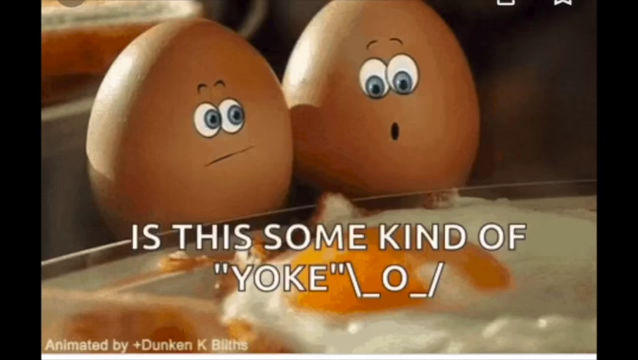 IS THIS SOME KIND OF
"YOKE"\_O_/
Animated by +Dunken K Bliths